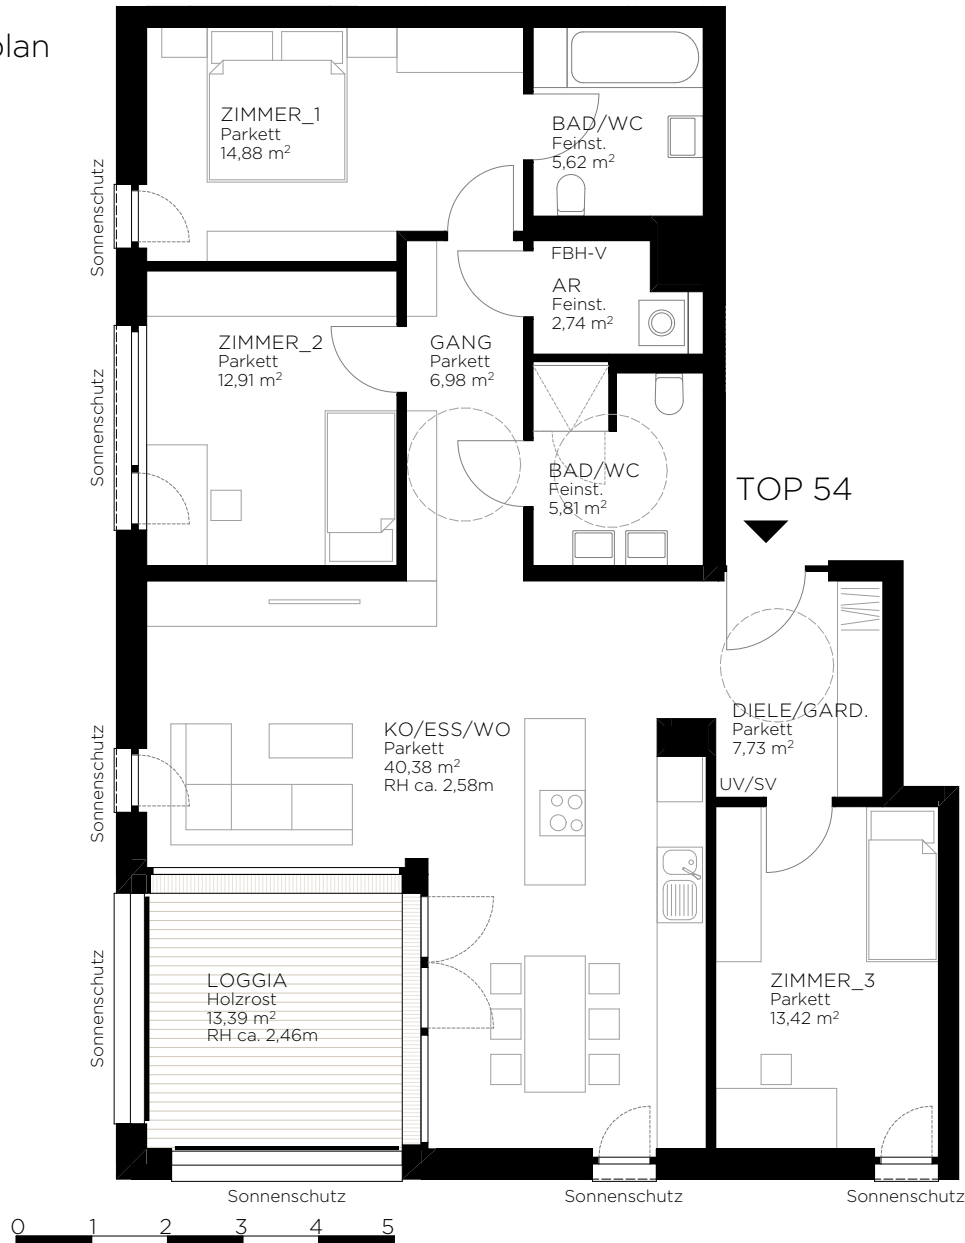 plan
ZIMMER_1
Parkett
14,88 m²
BAD/WC
Feinst.
5,62 m²
Sonnenschutz
FBH-V
AR
Feinst.
2,74 m²
ZIMMER_2
Parkett
12,91 m²
GANG
Parkett
6,98 m²
Sonnenschutz
BAD/WC
Feinst.
5,81 m²
TOP 54
KO/ESS/WO
Parkett
40,38 m²
RH ca. 2,58m
DIELE/GARD.
Parkett
7,73 m²
UV/SV
Sonnenschutz
LOGGIA
Holzrost
13,39 m²
RH ca. 2,46m
ZIMMER_3
Parkett
13,42 m²
Sonnenschutz
Sonnenschutz
Sonnenschutz
Sonnenschutz
0 1 2 3 4 5